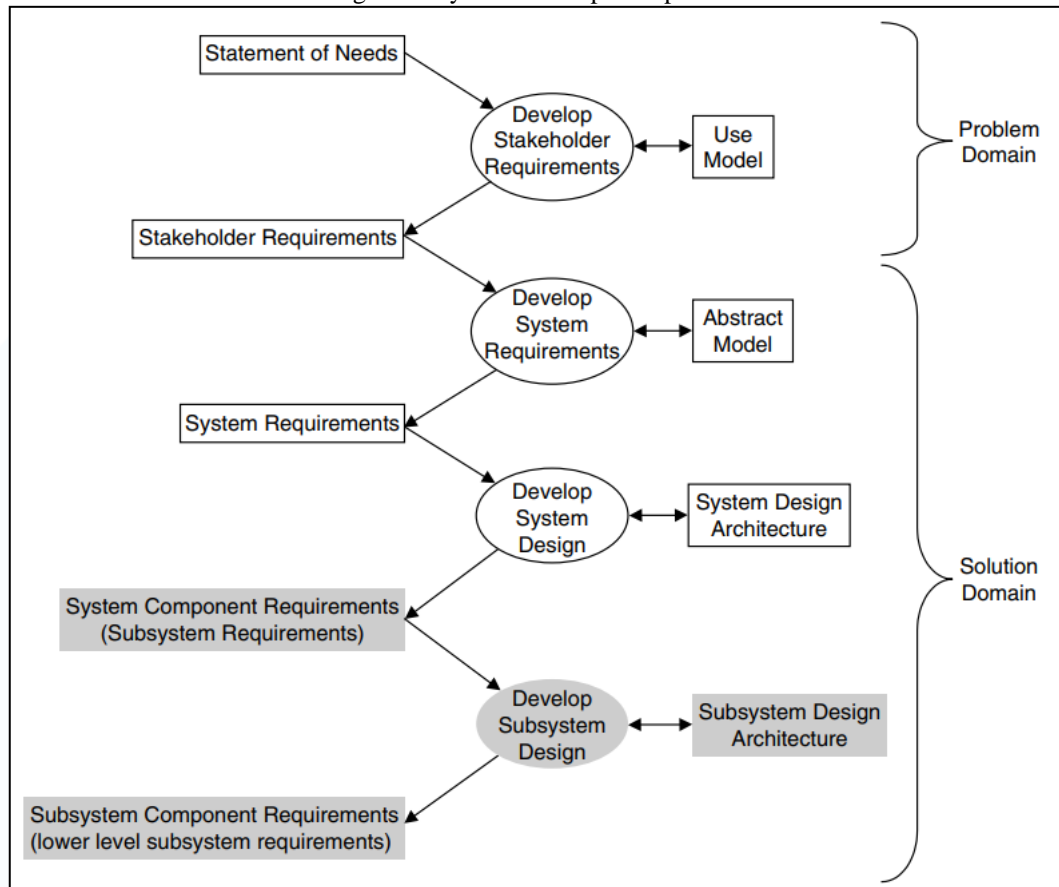 Statement of Needs
Develop
Stakeholder
Requirements
Use
Model
Problem
Domain
Stakeholder Requirements
Develop
System
Requirements
Abstract
Model
System Requirements
Develop
System
Design
System Design
Architecture
Solution
Domain
System Component Requirements
(Subsystem Requirements)
Develop
Subsystem
Design
Subsystem Design
Architecture
Subsystem Component Requirements
(lower level subsystem requirements)